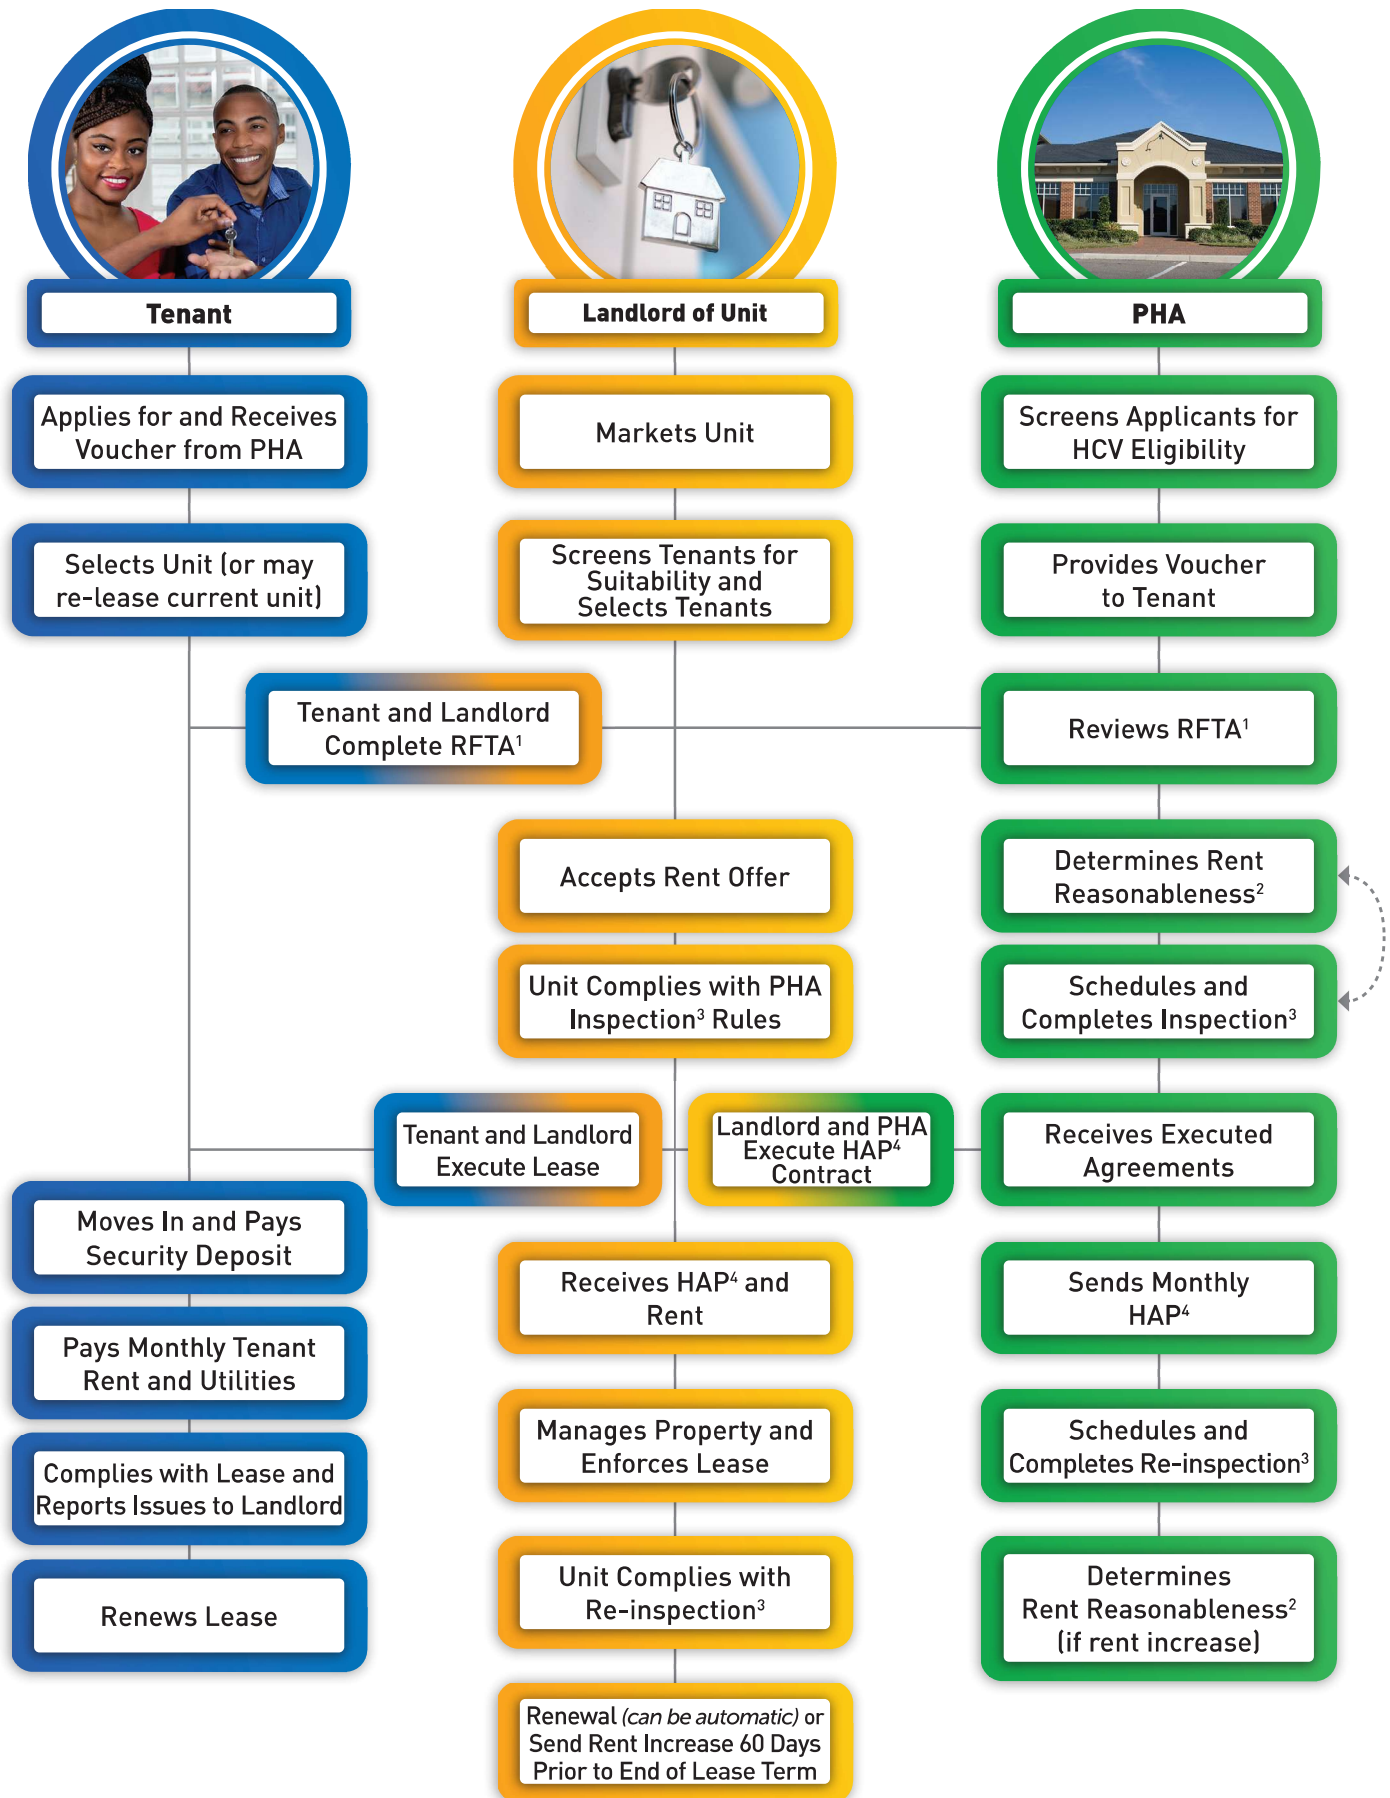 Tenant
Landlord of Unit
PHA
Applies for and Receives
Voucher from PHA
Markets Unit
Screens Applicants for
HCV Eligibility
Selects Unit (or may
re-lease current unit)
Screens Tenants for
Suitability and
Selects Tenants
Provides Voucher
to Tenant
Tenant and Landlord
Complete RFTA¹
Reviews RFTA¹
Accepts Rent Offer
Determines Rent
Reasonableness²
Unit Complies with PHA
Inspection³ Rules
Schedules and
Completes Inspection³
Tenant and Landlord
Execute Lease
Landlord and PHA
Execute HAP⁴
Contract
Receives Executed
Agreements
Moves In and Pays
Security Deposit
Receives HAP⁴ and
Rent
Sends Monthly
HAP⁴
Pays Monthly Tenant
Rent and Utilities
Manages Property and
Enforces Lease
Schedules and
Completes Re-inspection³
Complies with Lease and
Reports Issues to Landlord
Unit Complies with
Re-inspection³
Determines
Rent Reasonableness²
(if rent increase)
Renews Lease
Renewal (can be automatic) or
Send Rent Increase 60 Days
Prior to End of Lease Term